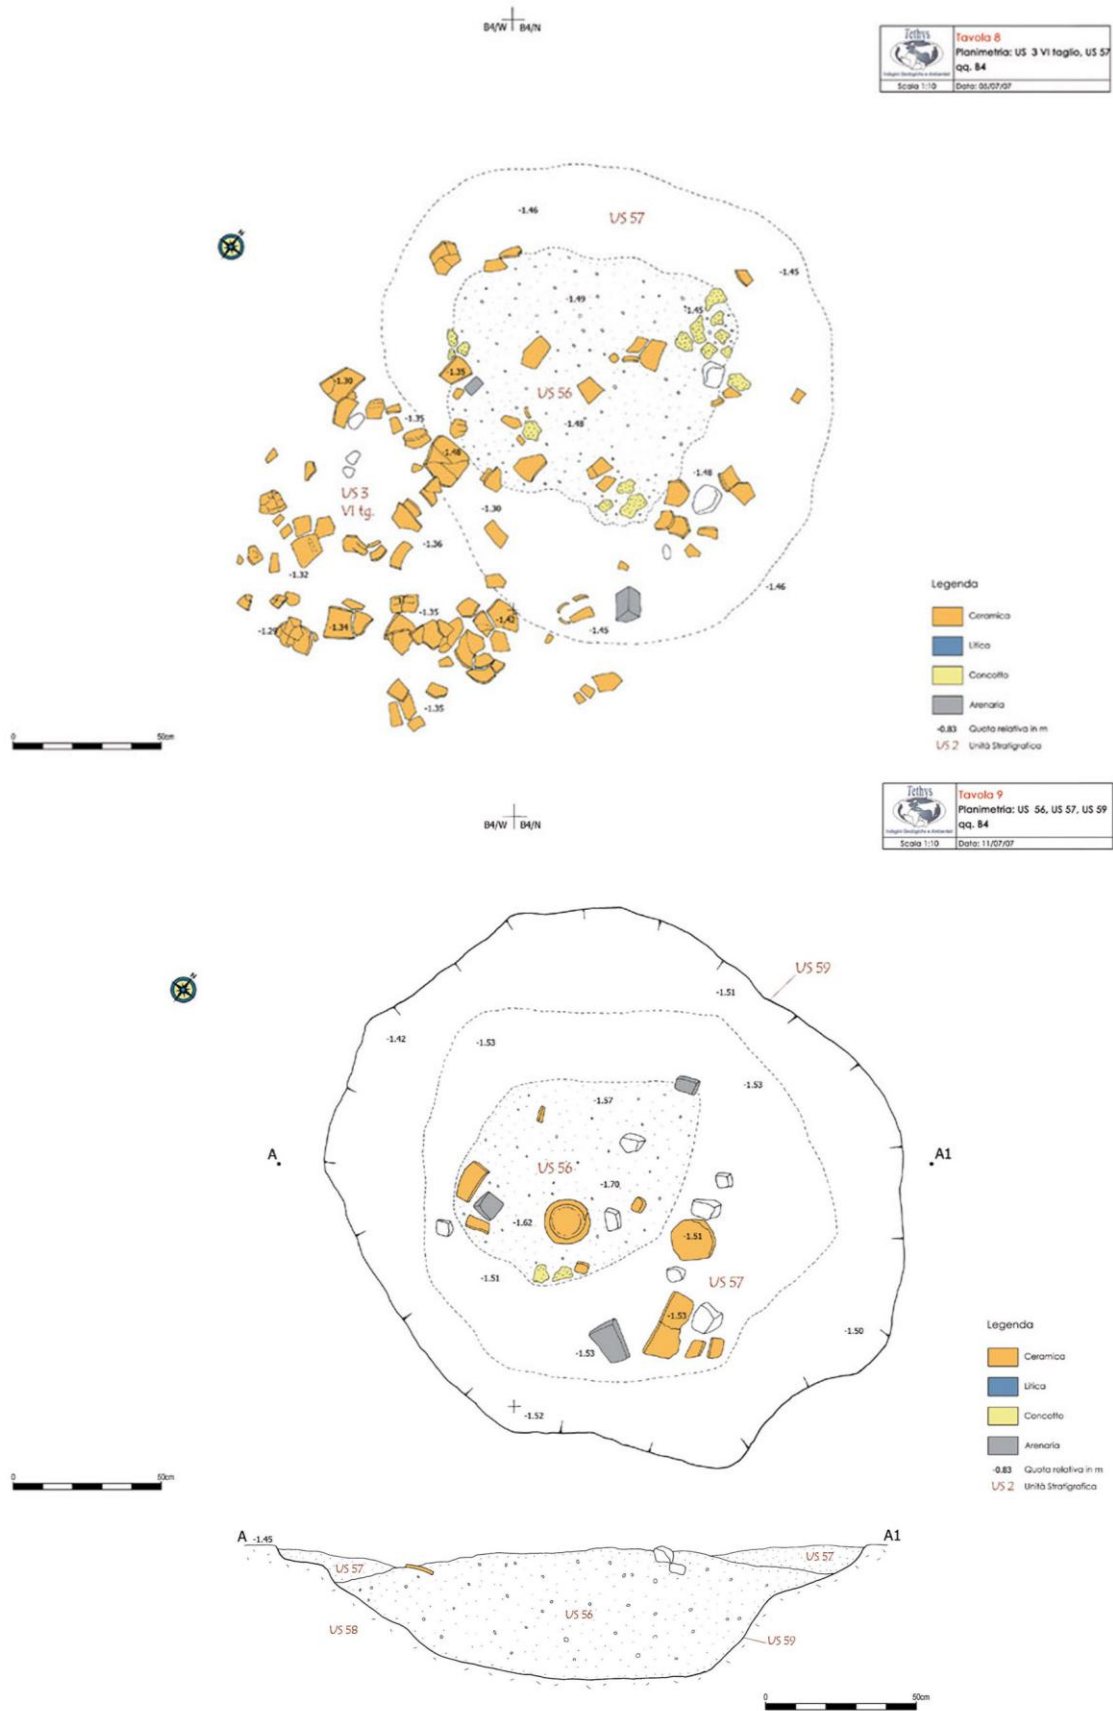 B4/W B4/N
Tethys
Tavola 8
Planimetria: US 3 VI taglio, US 57
qq. B4
Indagini Geologiche e Ambientali
Scala 1:10
Data: 05/07/07
N
-1.46
US 57
-1.45
-1.49
-1.45
-1.30
-1.35
US 56
-1.35
-1.48
-1.48
-1.48
US 3
VI tg.
-1.30
-1.36
-1.32
-1.46
-1.35
-1.42
-1.29
-1.34
-1.45
-1.35
Legenda
Ceramica
Litica
Concotto
Arenaria
-0.83 Quota relativa in m
US 2 Unità Stratigrafica
0 50cm
B4/W B4/N
Tethys
Tavola 9
Planimetria: US 56, US 57, US 59
qq. B4
Indagini Geologiche e Ambientali
Scala 1:10
Data: 11/07/07
N
US 59
-1.51
-1.42
-1.53
-1.53
-1.57
A
A1
US 56
-1.70
-1.62
-1.51
-1.51
US 57
-1.53
-1.53
-1.50
-1.52
Legenda
Ceramica
Litica
Concotto
Arenaria
-0.83 Quota relativa in m
US 2 Unità Stratigrafica
0 50cm
A -1.45
A1
US 57
US 57
US 56
US 58
US 59
0 50cm